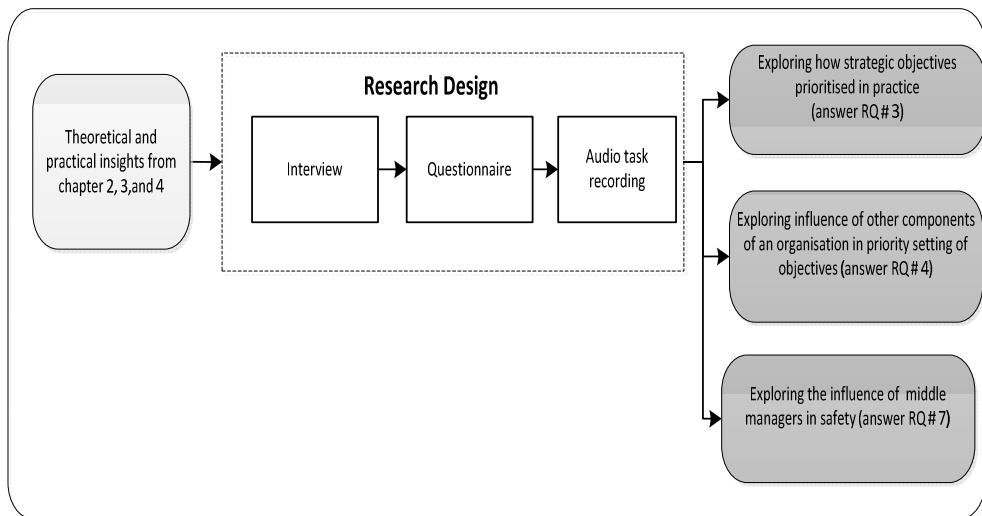 Theoretical and
practical insights from
chapter 2, 3,and 4
Research Design
Interview
Questionnaire
Audio task
recording
Exploring how strategic objectives
prioritised in practice
(answer RQ # 3)
Exploring influence of other components
of an organisation in priority setting of
objectives (answer RQ # 4)
Exploring the influence of middle
managers in safety (answer RQ # 7)